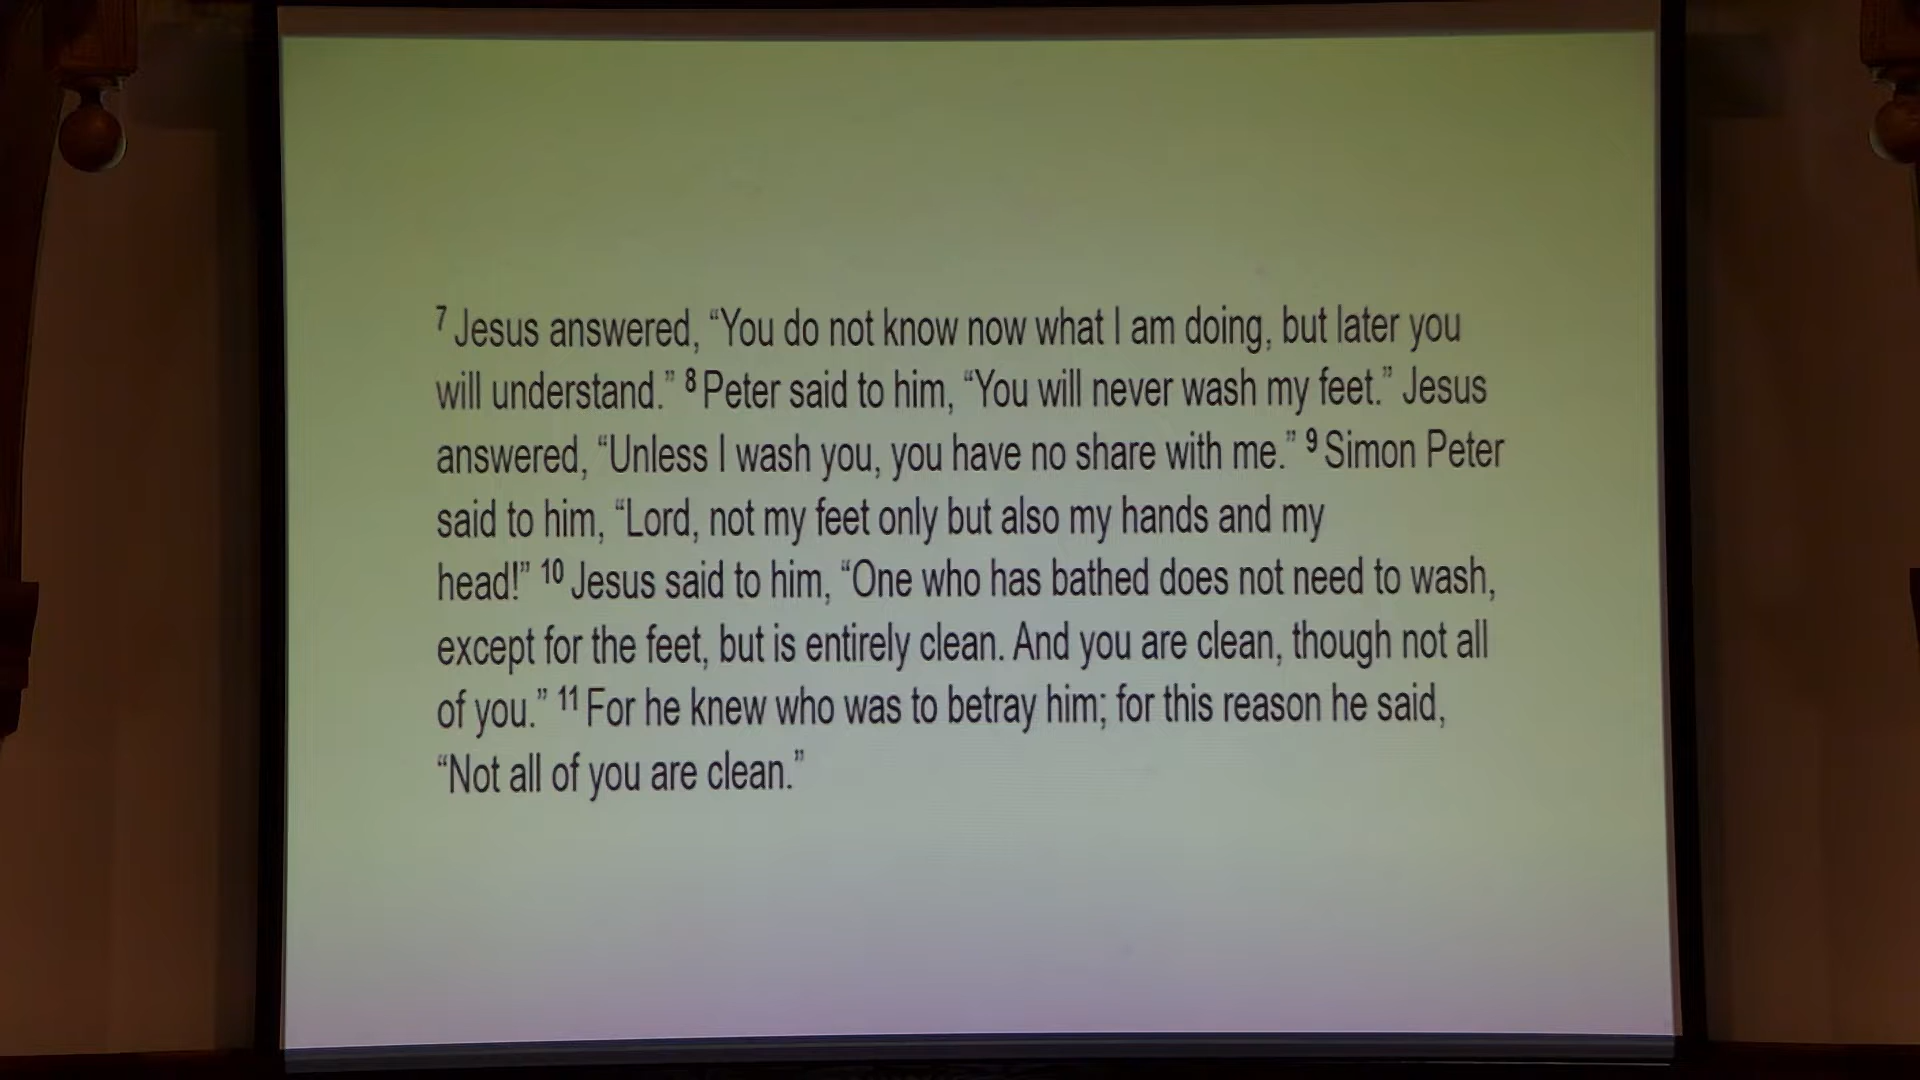 7 Jesus answered, “You do not know now what I am doing, but later you
will understand.” 8 Peter said to him, “You will never wash my feet.” Jesus
answered, “Unless I wash you, you have no share with me.” 9 Simon Peter
said to him, “Lord, not my feet only but also my hands and my
head!” 10 Jesus said to him, “One who has bathed does not need to wash,
except for the feet, but is entirely clean. And you are clean, though not all
of you.” 11 For he knew who was to betray him; for this reason he said,
“Not all of you are clean.”